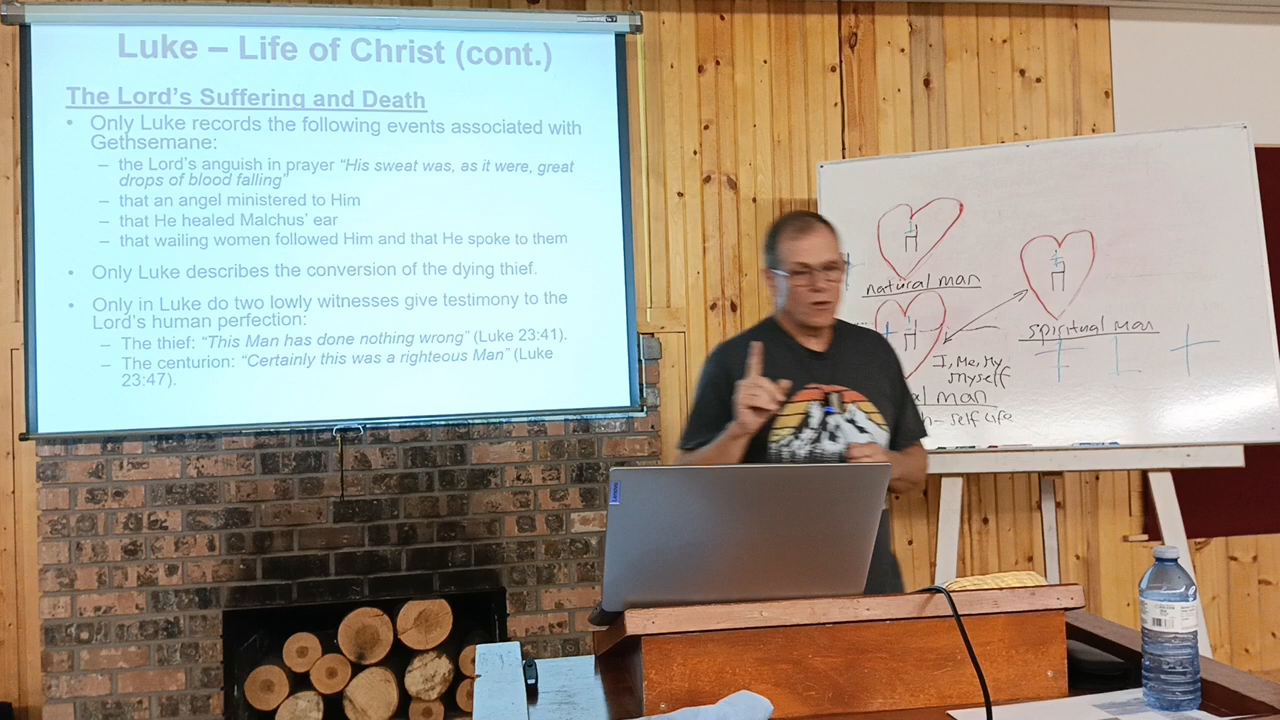 Luke – Life of Christ (cont.)
The Lord's Suffering and Death
• Only Luke records the following events associated with
Gethsemane:
– the Lord's anguish in prayer “His sweat was, as it were, great
drops of blood falling”
– that an angel ministered to Him
– that He healed Malchus' ear
– that wailing women followed Him and that He spoke to them
• Only Luke describes the conversion of the dying thief.
• Only in Luke do two lowly witnesses give testimony to the
Lord's human perfection:
– The thief: “This Man has done nothing wrong” (Luke 23:41).
– The centurion: “Certainly this was a righteous Man” (Luke
23:47).
natural man
spiritual man
I, Me, My
Myself
man
self life
Lenovo